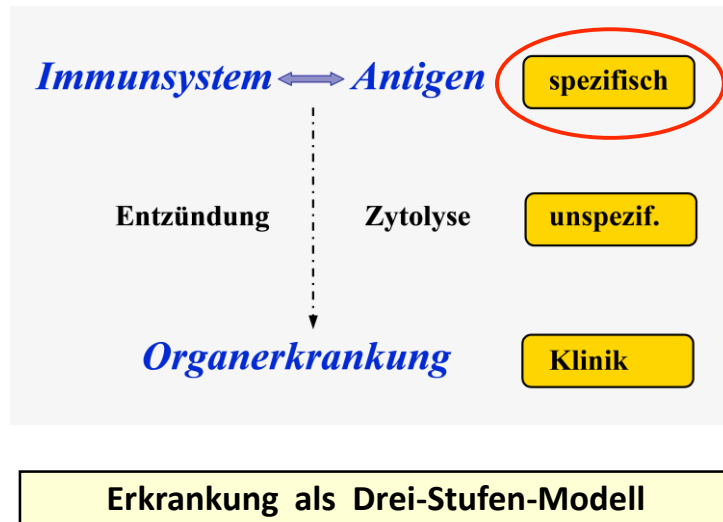 Immunsystem Antigen spezifisch
Entzündung Zytolyse unspezif.
Organerkrankung Klinik
Erkrankung als Drei-Stufen-Modell